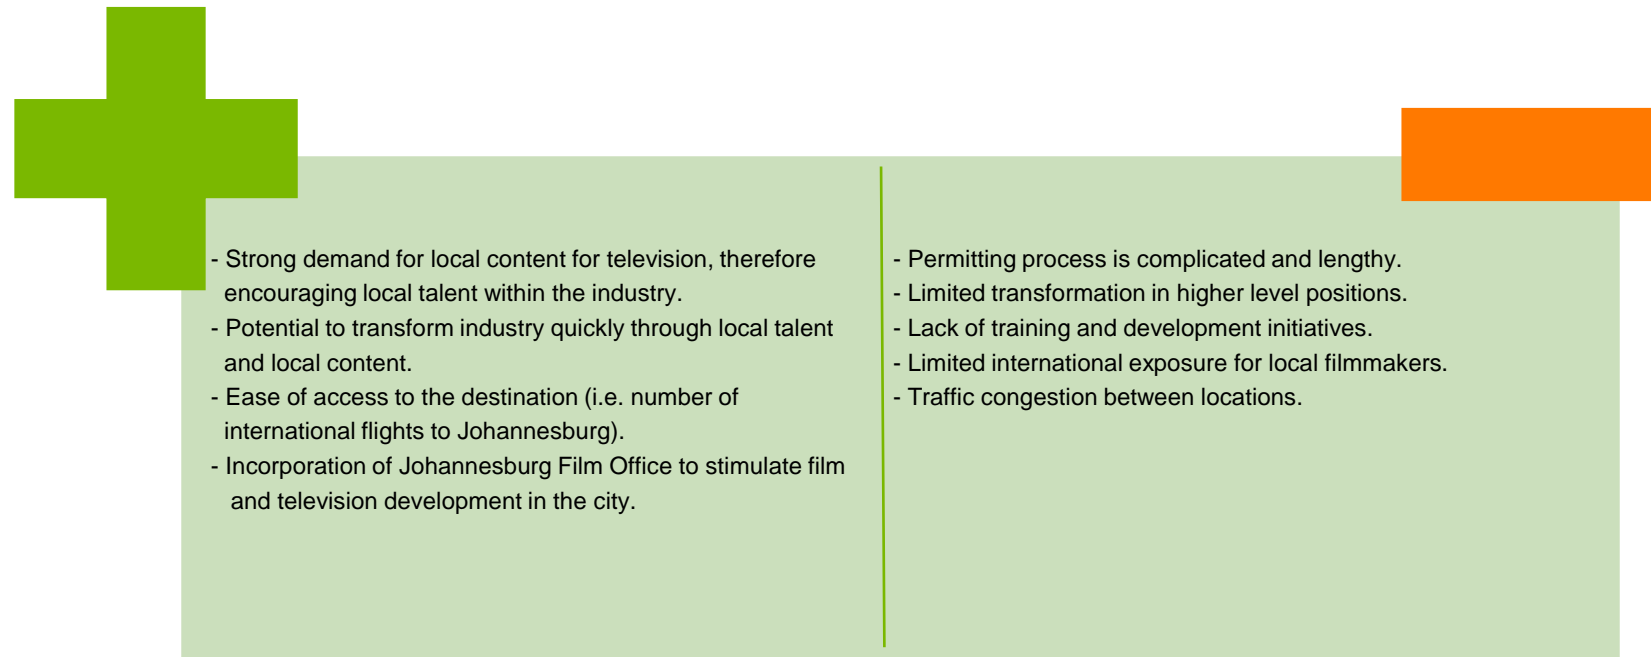 - Strong demand for local content for television, therefore
encouraging local talent within the industry.
- Potential to transform industry quickly through local talent
and local content.
- Ease of access to the destination (i.e. number of
international flights to Johannesburg).
- Incorporation of Johannesburg Film Office to stimulate film
and television development in the city.
- Permitting process is complicated and lengthy.
- Limited transformation in higher level positions.
- Lack of training and development initiatives.
- Limited international exposure for local filmmakers.
- Traffic congestion between locations.